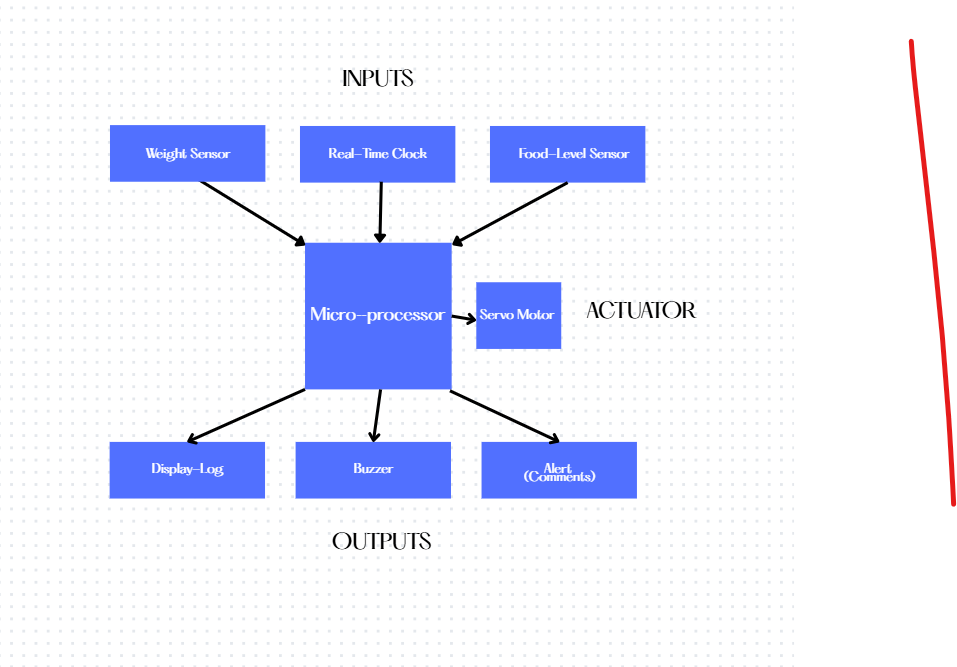 INPUTS
Weight Sensor
Real-Time Clock
Food-Level Sensor
Micro-processor
Servo Motor
ACTUATOR
Display-Log
Buzzer
Alert
(Comments)
OUTPUTS